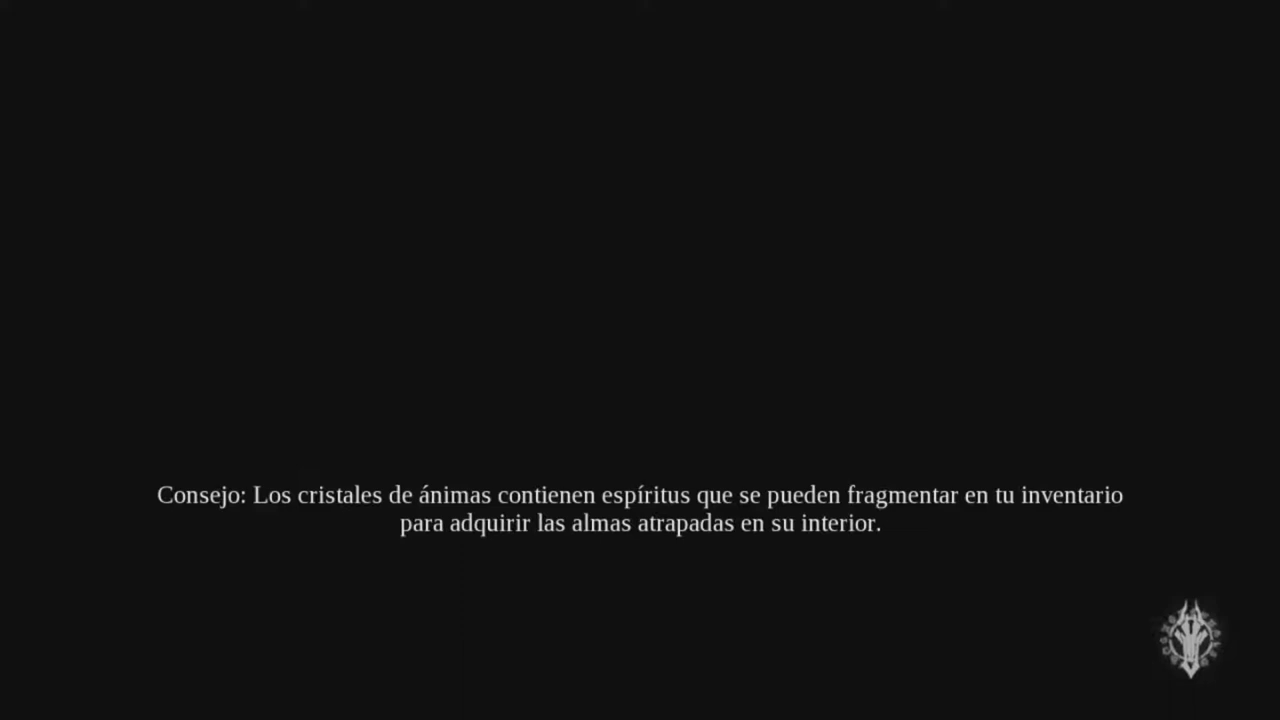 Consejo: Los cristales de ánimas contienen espíritus que se pueden fragmentar en tu inventario
para adquirir las almas atrapadas en su interior.